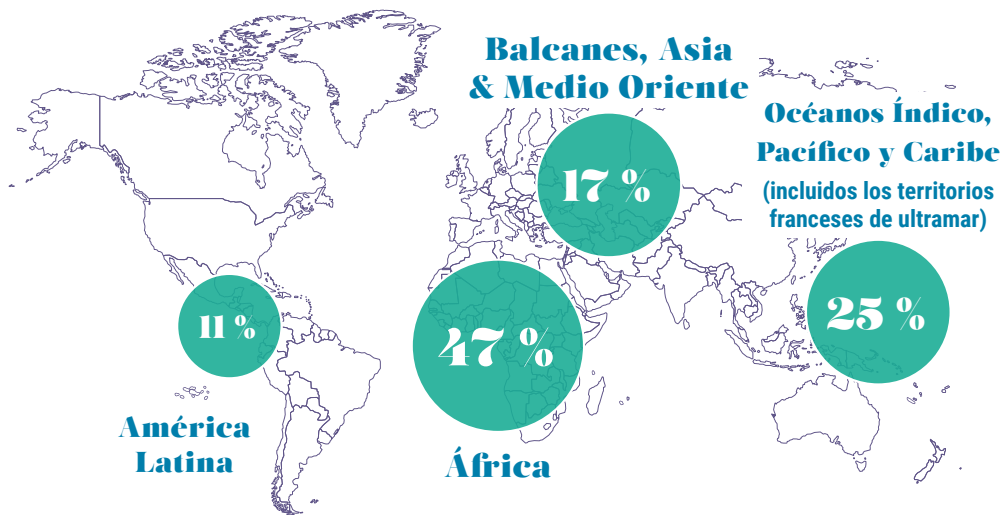 Balcanes, Asia
& Medio Oriente
17 %
Océanos Índico,
Pacífico y Caribe
(incluidos los territorios
franceses de ultramar)
25 %
11 %
América
Latina
47 %
África